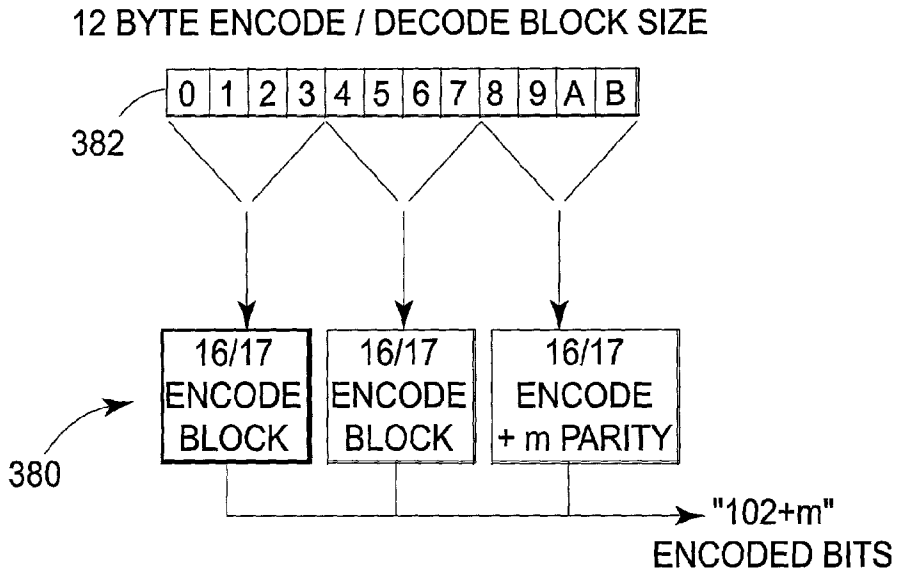 12 BYTE ENCODE / DECODE BLOCK SIZE
0 1 2 3 4 5 6 7 8 9 A B
382
16/17
ENCODE
BLOCK
16/17
ENCODE
BLOCK
16/17
ENCODE
+ m PARITY
380
"102+m"
ENCODED BITS